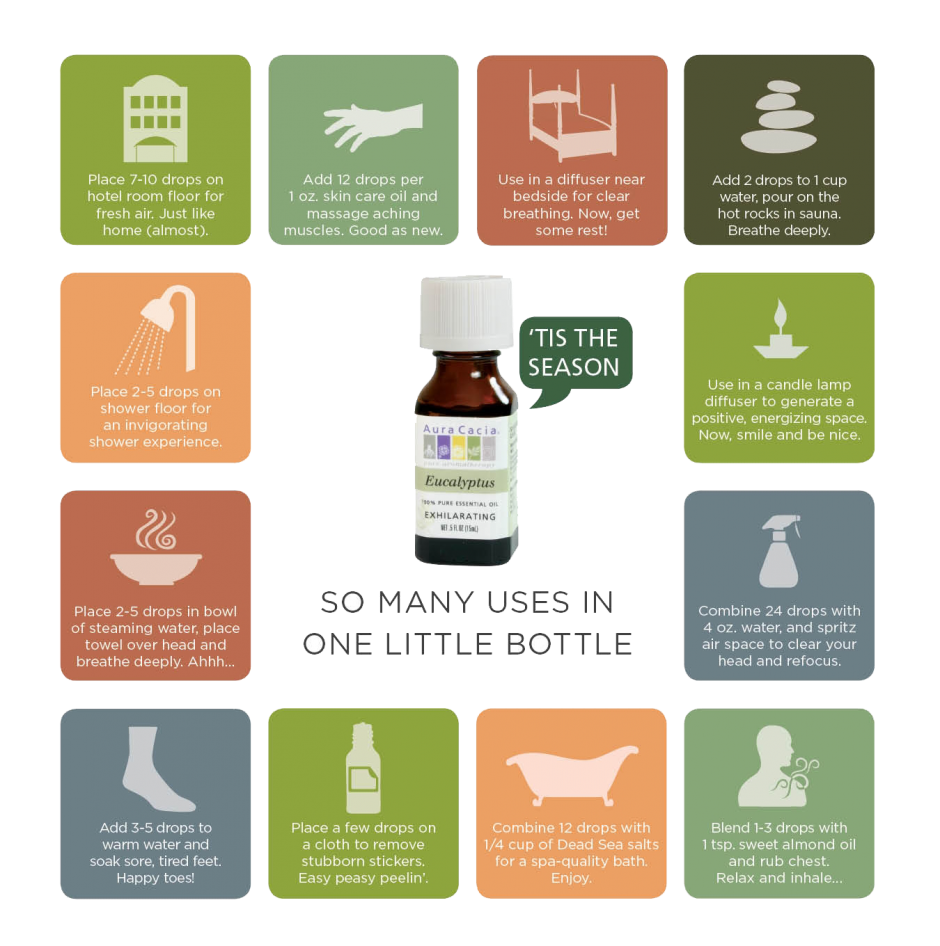 Place 7-10 drops on
hotel room floor for
fresh air. Just like
home (almost).
Add 12 drops per
1 oz. skin care oil and
massage aching
muscles. Good as new.
Use in a diffuser near
bedside for clear
breathing. Now, get
some rest!
Add 2 drops to 1 cup
water, pour on the
hot rocks in sauna.
Breathe deeply.
Place 2-5 drops on
shower floor for
an invigorating
shower experience.
'TIS THE
SEASON
Aura Cacia.
Eucalyptus
100% PURE ESSENTIAL OIL
EXHILARATING
NET .5 FL OZ (15mL)
Use in a candle lamp
diffuser to generate a
positive, energizing space.
Now, smile and be nice.
Place 2-5 drops in bowl
of steaming water, place
towel over head and
breathe deeply. Ahhh...
SO MANY USES IN
ONE LITTLE BOTTLE
Combine 24 drops with
4 oz. water, and spritz
air space to clear your
head and refocus.
Add 3-5 drops to
warm water and
soak sore, tired feet.
Happy toes!
Place a few drops on
a cloth to remove
stubborn stickers.
Easy peasy peelin'.
Combine 12 drops with
1/4 cup of Dead Sea salts
for a spa-quality bath.
Enjoy.
Blend 1-3 drops with
1 tsp. sweet almond oil
and rub chest.
Relax and inhale...